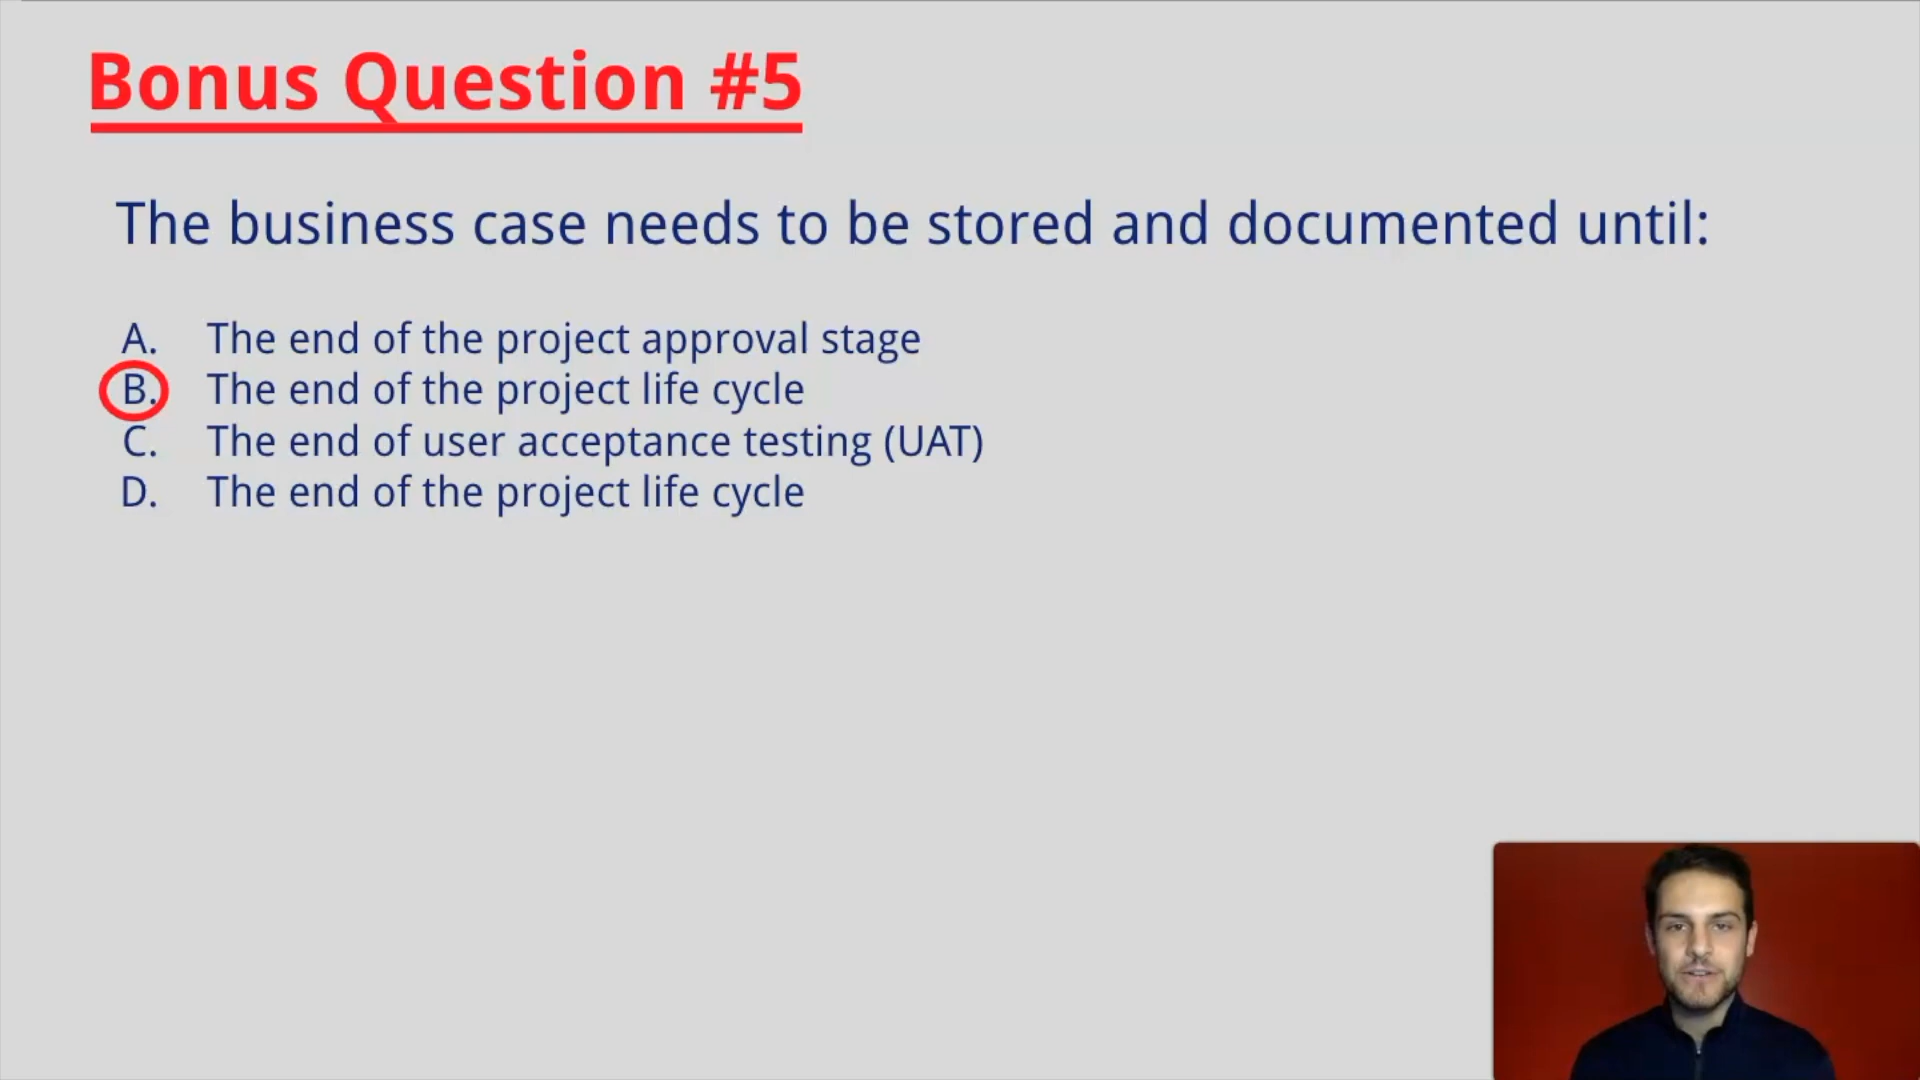 Bonus Question #5
The business case needs to be stored and documented until:
A. The end of the project approval stage
B. The end of the project life cycle
C. The end of user acceptance testing (UAT)
D. The end of the project life cycle